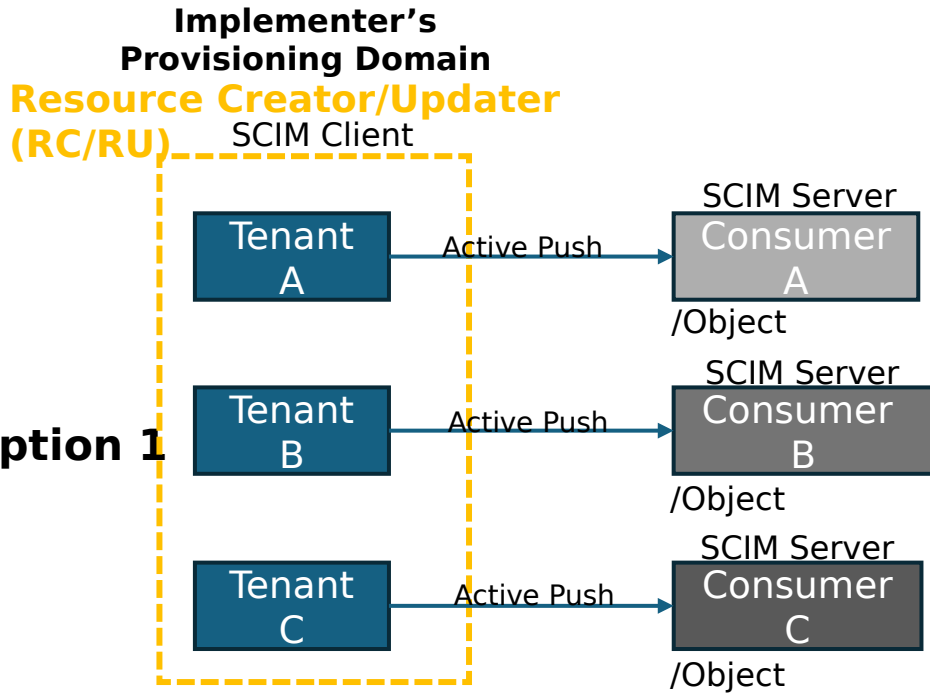 Implementer’s
Provisioning Domain
Resource Creator/Updater
(RC/RU)
SCIM Client
SCIM Server
Tenant
A
Active Push
Consumer
A
/Object
SCIM Server
Tenant
B
Active Push
Consumer
B
ption 1
/Object
SCIM Server
Tenant
C
Active Push
Consumer
C
/Object